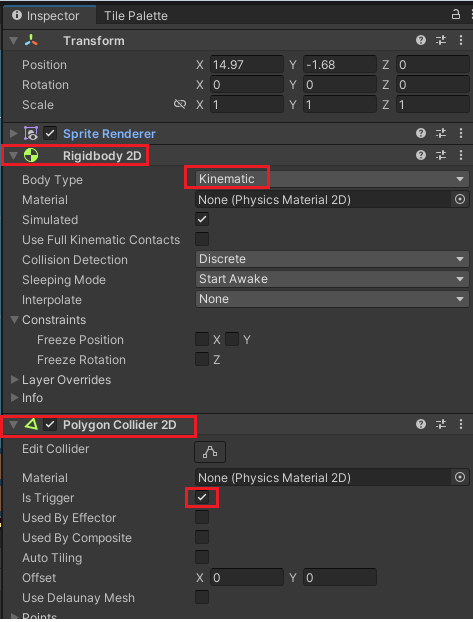 Inspector Tile Palette
Transform
Position X 14.97 Y -1.68 Z 0
Rotation X 0 Y 0 Z 0
Scale X 1 Y 1 Z 1
Sprite Renderer
Rigidbody 2D
Body Type Kinematic
Material None (Physics Material 2D)
Simulated
Use Full Kinematic Contacts
Collision Detection Discrete
Sleeping Mode Start Awake
Interpolate None
Constraints
Freeze Position X Y
Freeze Rotation Z
Layer Overrides
Info
Polygon Collider 2D
Edit Collider
Material None (Physics Material 2D)
Is Trigger
Used By Effector
Used By Composite
Auto Tiling
Offset X 0 Y 0
Use Delaunay Mesh
Points